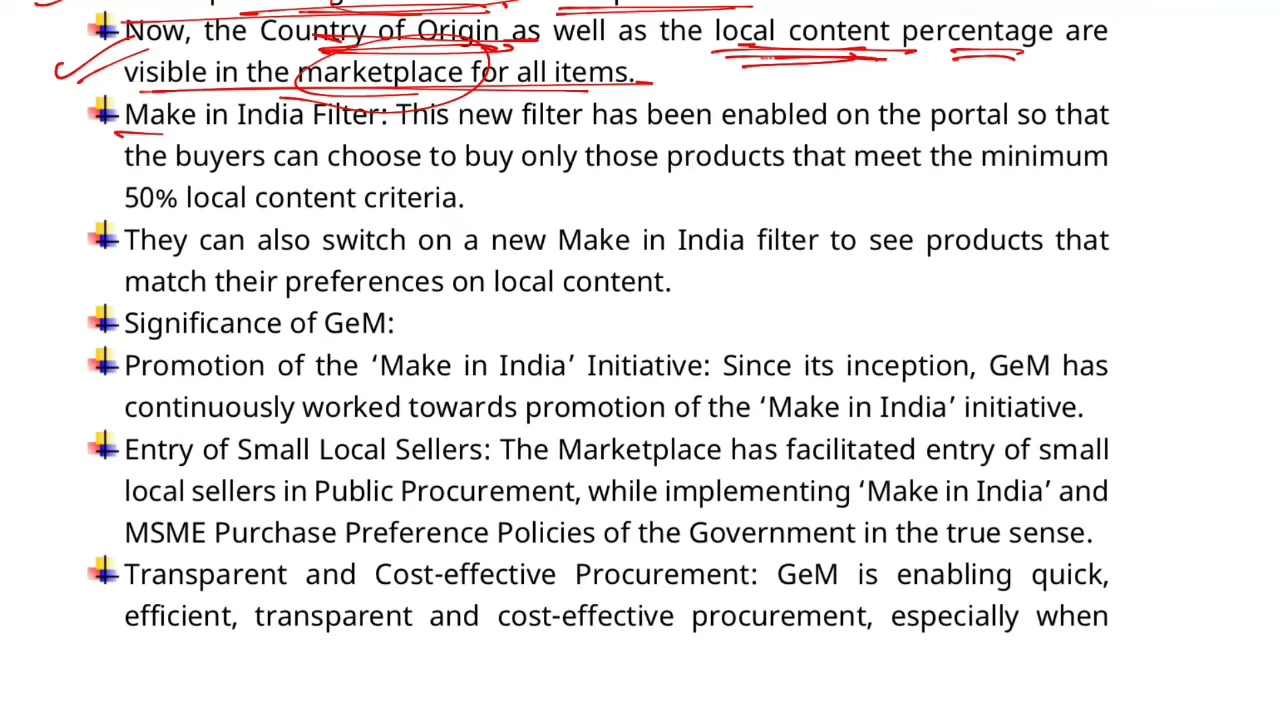 Now, the Country of Origin as well as the local content percentage are
visible in the marketplace for all items.
Make in India Filter: This new filter has been enabled on the portal so that
the buyers can choose to buy only those products that meet the minimum
50% local content criteria.
They can also switch on a new Make in India filter to see products that
match their preferences on local content.
Significance of GeM:
Promotion of the ‘Make in India’ Initiative: Since its inception, GeM has
continuously worked towards promotion of the ‘Make in India’ initiative.
Entry of Small Local Sellers: The Marketplace has facilitated entry of small
local sellers in Public Procurement, while implementing ‘Make in India’ and
MSME Purchase Preference Policies of the Government in the true sense.
Transparent and Cost-effective Procurement: GeM is enabling quick,
efficient, transparent and cost-effective procurement, especially when